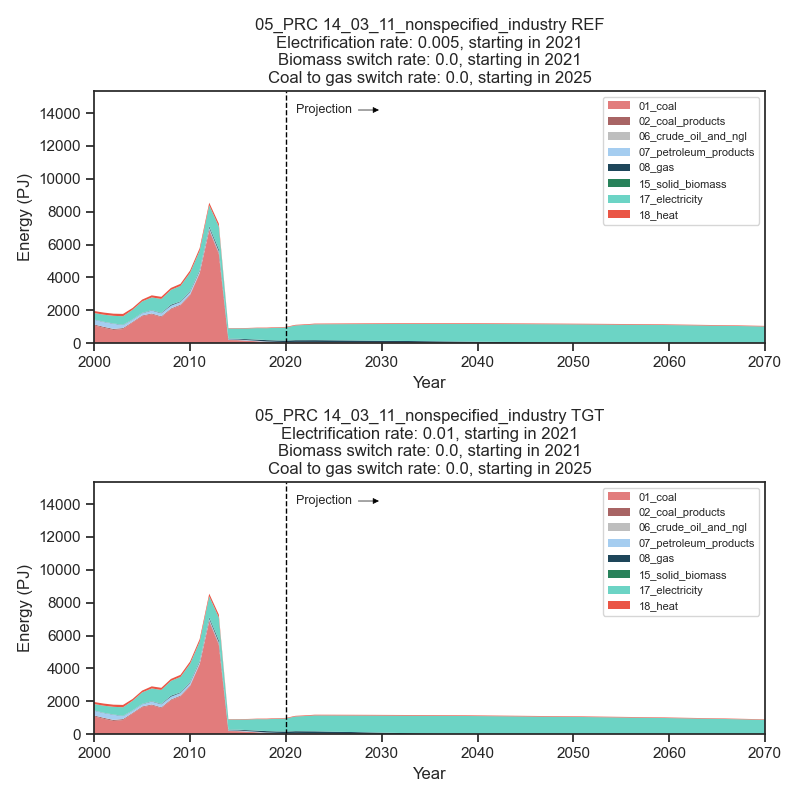 05_PRC 14_03_11_nonspecified_industry REF
Electrification rate: 0.005, starting in 2021
Biomass switch rate: 0.0, starting in 2021
Coal to gas switch rate: 0.0, starting in 2025
Projection
01_coal
02_coal_products
06_crude_oil_and_ngl
07_petroleum_products
08_gas
15_solid_biomass
17_electricity
18_heat
Energy (PJ)
14000
12000
10000
8000
6000
4000
2000
0
2000 2010 2020 2030 2040 2050 2060 2070
Year
05_PRC 14_03_11_nonspecified_industry TGT
Electrification rate: 0.01, starting in 2021
Biomass switch rate: 0.0, starting in 2021
Coal to gas switch rate: 0.0, starting in 2025
Projection
01_coal
02_coal_products
06_crude_oil_and_ngl
07_petroleum_products
08_gas
15_solid_biomass
17_electricity
18_heat
Energy (PJ)
14000
12000
10000
8000
6000
4000
2000
0
2000 2010 2020 2030 2040 2050 2060 2070
Year